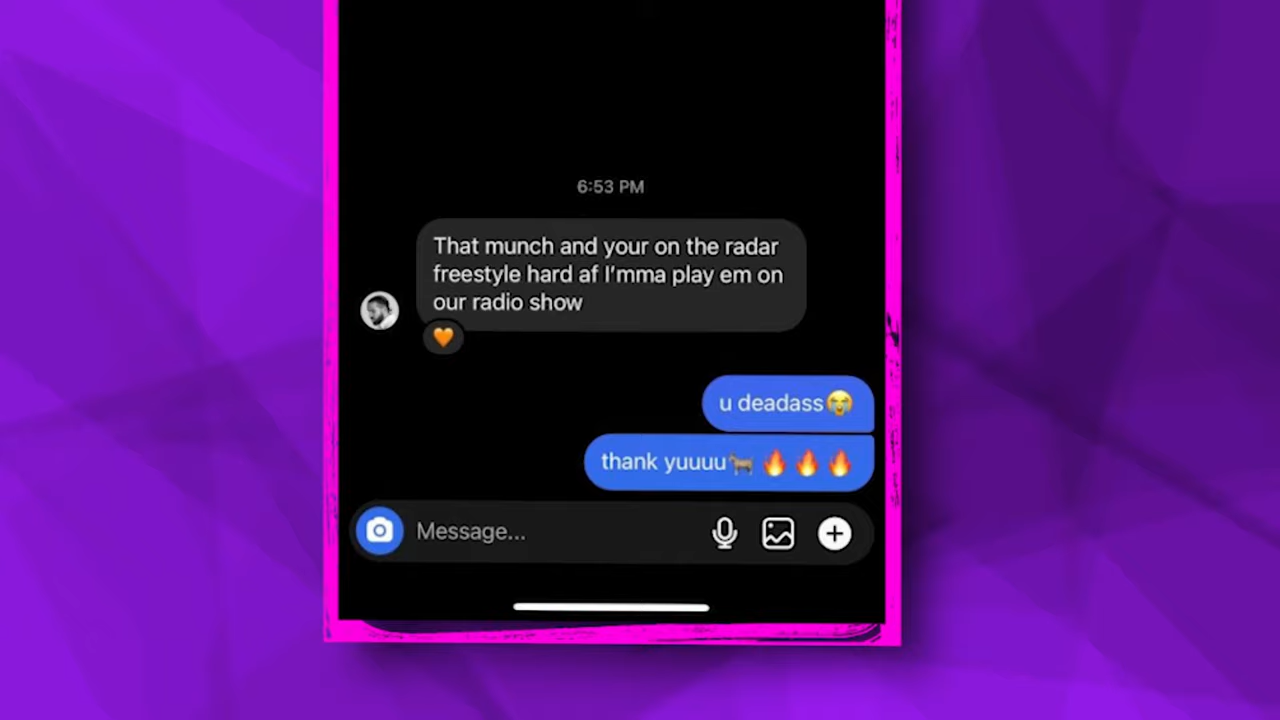 6:53 PM
That munch and your on the radar
freestyle hard af I'mma play em on
our radio show
🧡
u deadass😭
thank yuuuu🐐🔥🔥🔥
Message...